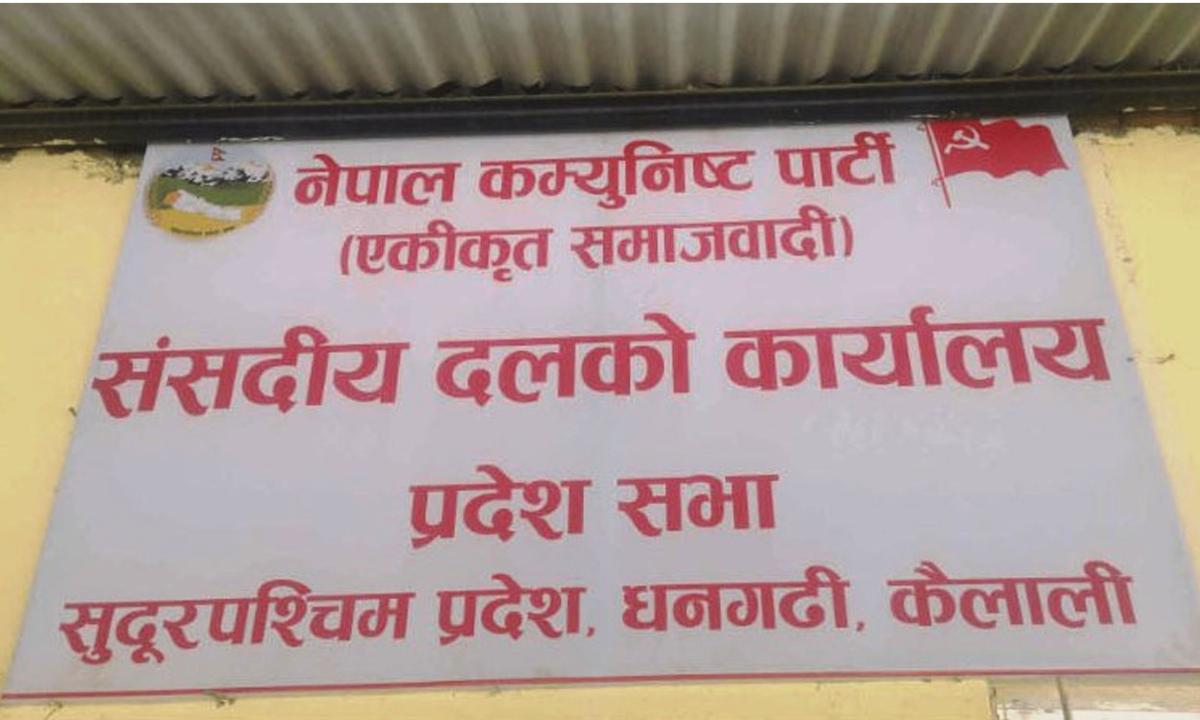 नेपाल कम्युनिष्ट पार्टी
(एकीकृत समाजवादी)
संसदीय दलको कार्यालय
प्रदेश सभा
सुदूरपश्चिम प्रदेश, धनगढी, कैलाली